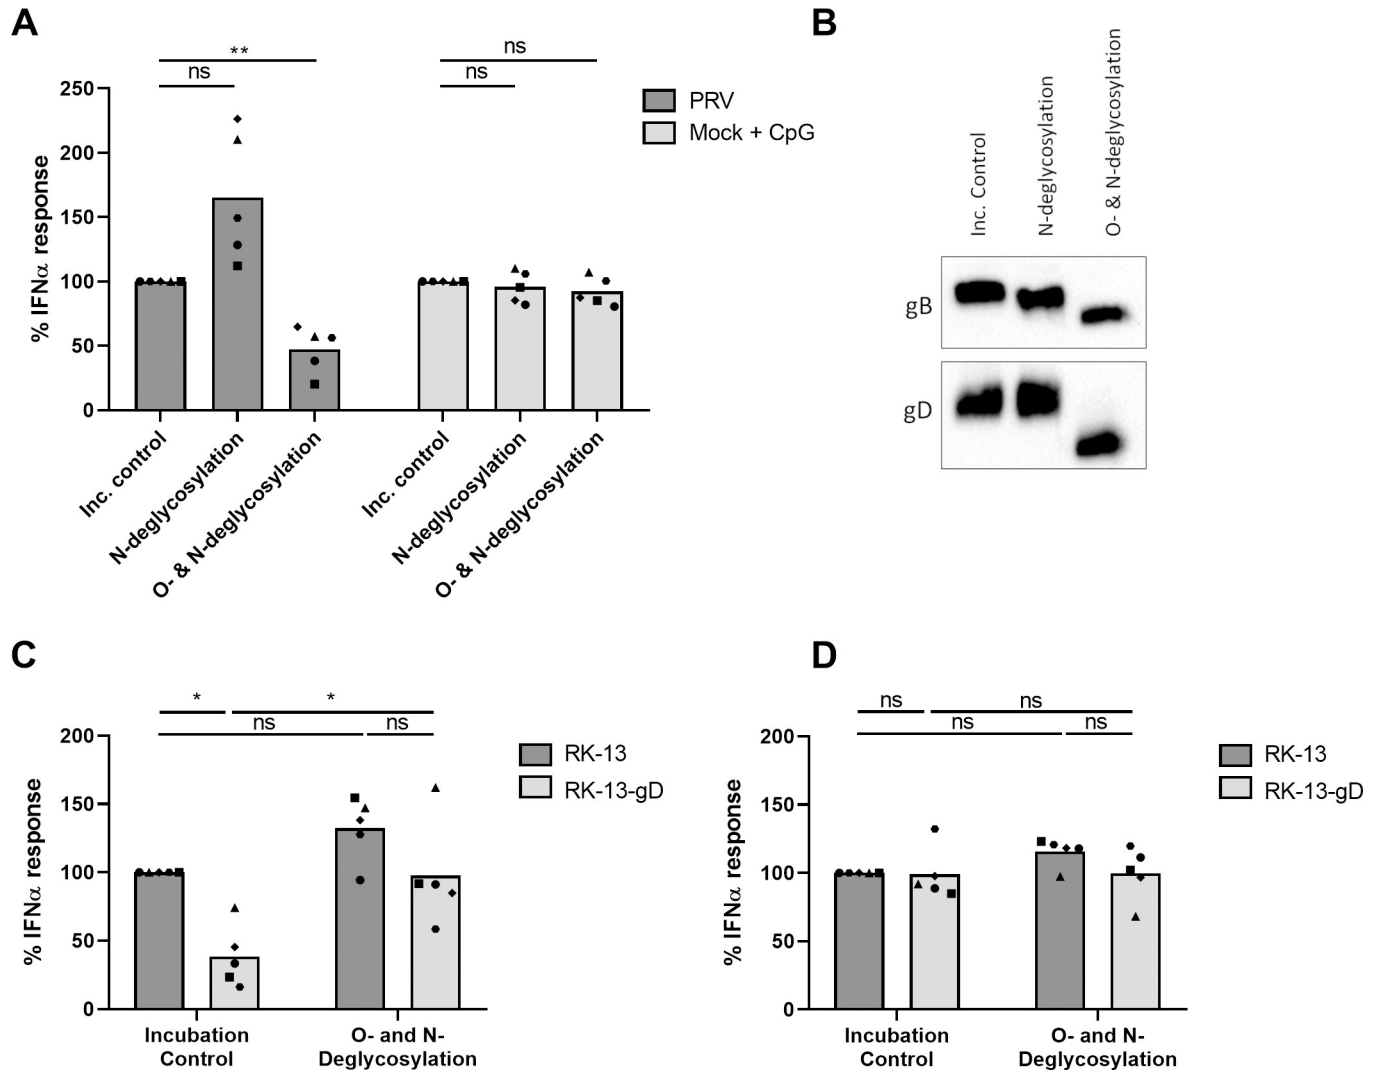 A
**
ns
ns
ns
250
200
150
100
50
0
% IFNα response
PRV
Mock + CpG
Inc. control
N-deglycosylation
O- & N-deglycosylation
Inc. control
N-deglycosylation
O- & N-deglycosylation
B
Inc. Control
N-deglycosylation
O- & N-deglycosylation
gB
gD
C
*
*
ns
ns
200
150
100
50
0
% IFNα response
RK-13
RK-13-gD
Incubation
Control
O- and N-
Deglycosylation
D
ns
ns
ns
ns
200
150
100
50
0
% IFNα response
RK-13
RK-13-gD
Incubation
Control
O- and N-
Deglycosylation